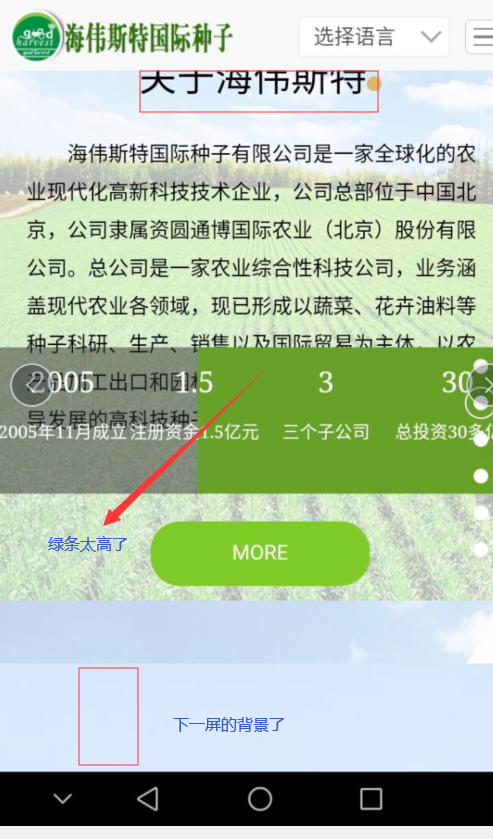 good
harvest
good harvest
海伟斯特国际种子
选择语言
关于海伟斯特
海伟斯特国际种子有限公司是一家全球化的农
业现代化高新科技技术企业，公司总部位于中国北
京，公司隶属资圆通博国际农业（北京）股份有限
公司。总公司是一家农业综合性科技公司，业务涵
盖现代农业各领域，现已形成以蔬菜、花卉油料等
种子科研、生产、销售以及国际贸易为主体，以农
工出口和园林
导发展的高科技种子
2005 1.5 3 30
2005年11月成立 注册资金1.5亿元 三个子公司 总投资30多亿
绿条太高了
MORE
下一屏的背景了